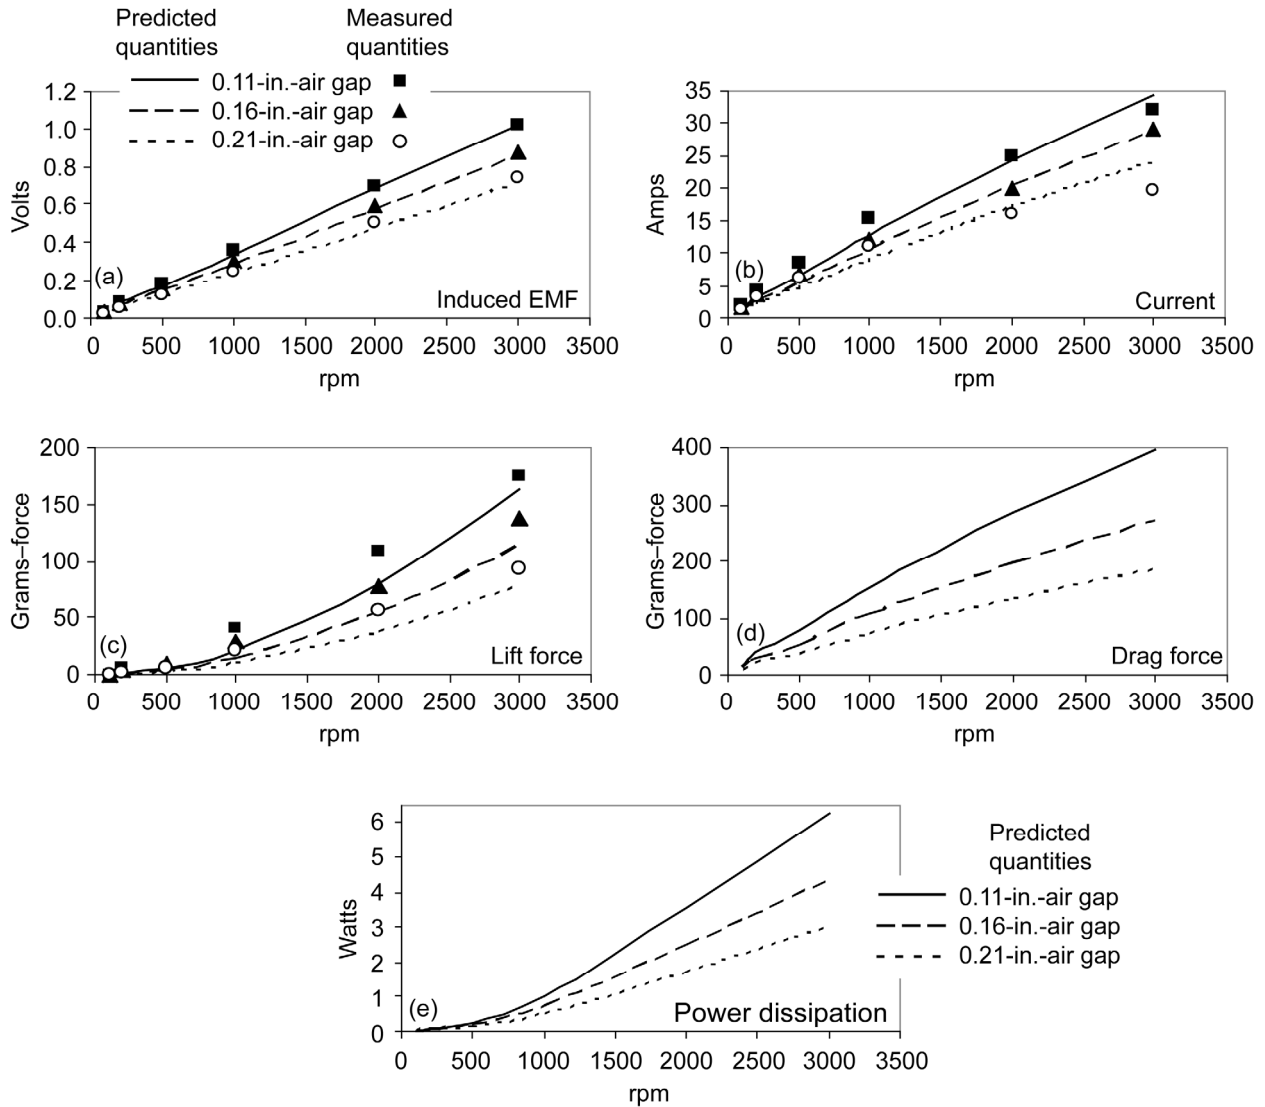 Predicted quantities
Measured quantities
0.11-in.-air gap
0.16-in.-air gap
0.21-in.-air gap
1.2
1.0
0.8
0.6
0.4
0.2
0.0
Volts
(a)
Induced EMF
0 500 1000 1500 2000 2500 3000 3500
rpm
35
30
25
20
15
10
5
0
Amps
(b)
Current
0 500 1000 1500 2000 2500 3000 3500
rpm
200
150
100
50
0
Grams–force
(c)
Lift force
0 500 1000 1500 2000 2500 3000 3500
rpm
400
300
200
100
0
Grams–force
(d)
Drag force
0 500 1000 1500 2000 2500 3000 3500
rpm
6
5
4
3
2
1
0
Watts
(e)
Power dissipation
0 500 1000 1500 2000 2500 3000 3500
rpm
Predicted
quantities
0.11-in.-air gap
0.16-in.-air gap
0.21-in.-air gap